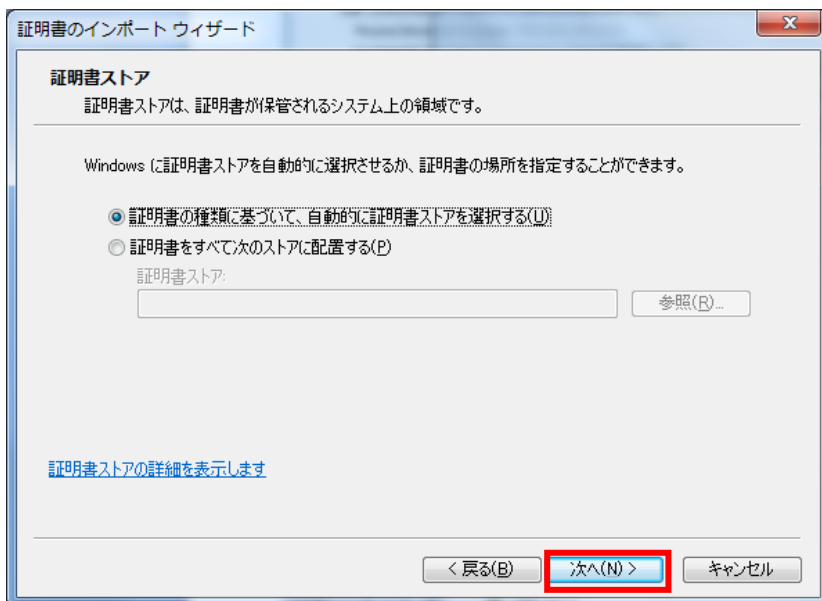 証明書のインポート ウィザード
証明書ストア
証明書ストアは、証明書が保管されるシステム上の領域です。
Windows に証明書ストアを自動的に選択させるか、証明書の場所を指定することができます。
証明書の種類に基づいて、自動的に証明書ストアを選択する(U)
証明書をすべて次のストアに配置する(P)
証明書ストア:
参照(R)...
証明書ストアの詳細を表示します
< 戻る(B)
次へ(N) >
キャンセル